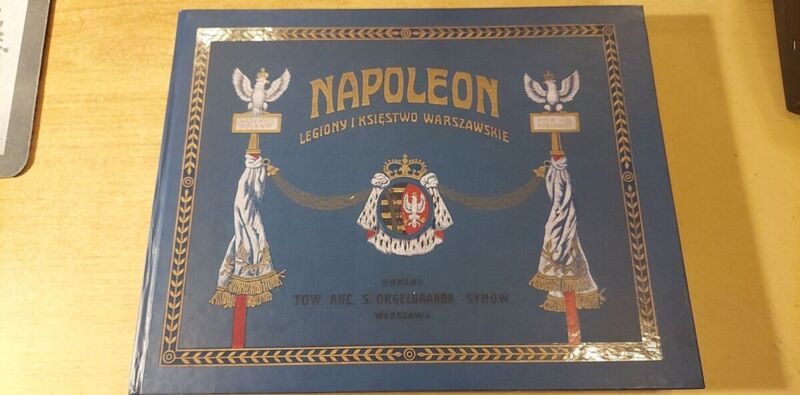 NAPOLEON
LEGIONY I KSIĘSTWO WARSZAWSKIE
NAKŁAD
TOW. AKC. S. ORGELBRANDA SYNÓW
WARSZAWA